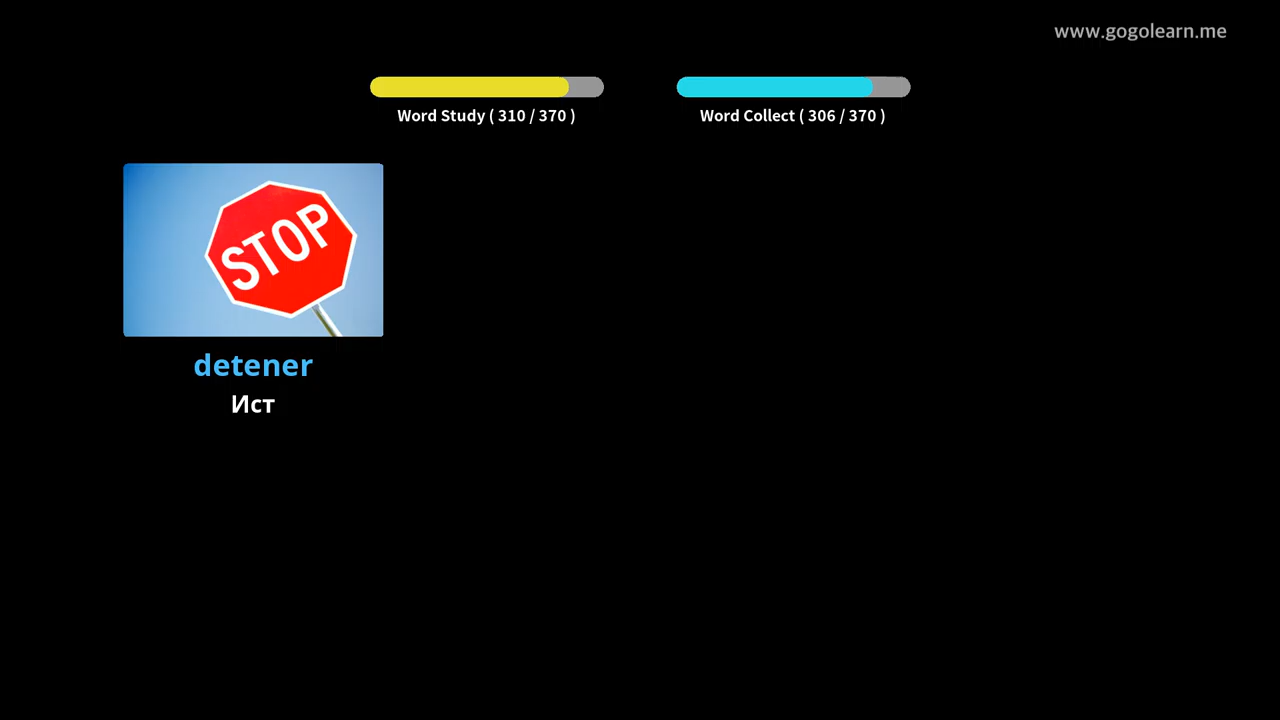 www.gogolearn.me
Word Study ( 310 / 370 )
Word Collect ( 306 / 370 )
STOP
detener
Ист